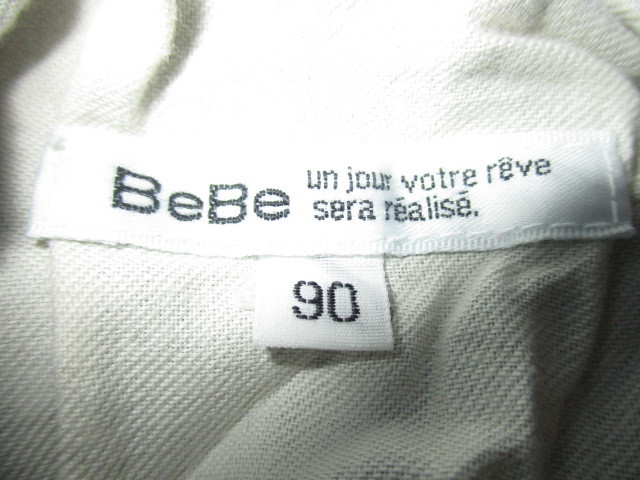 BeBe
un jour votre rêve
sera réalisé.
90